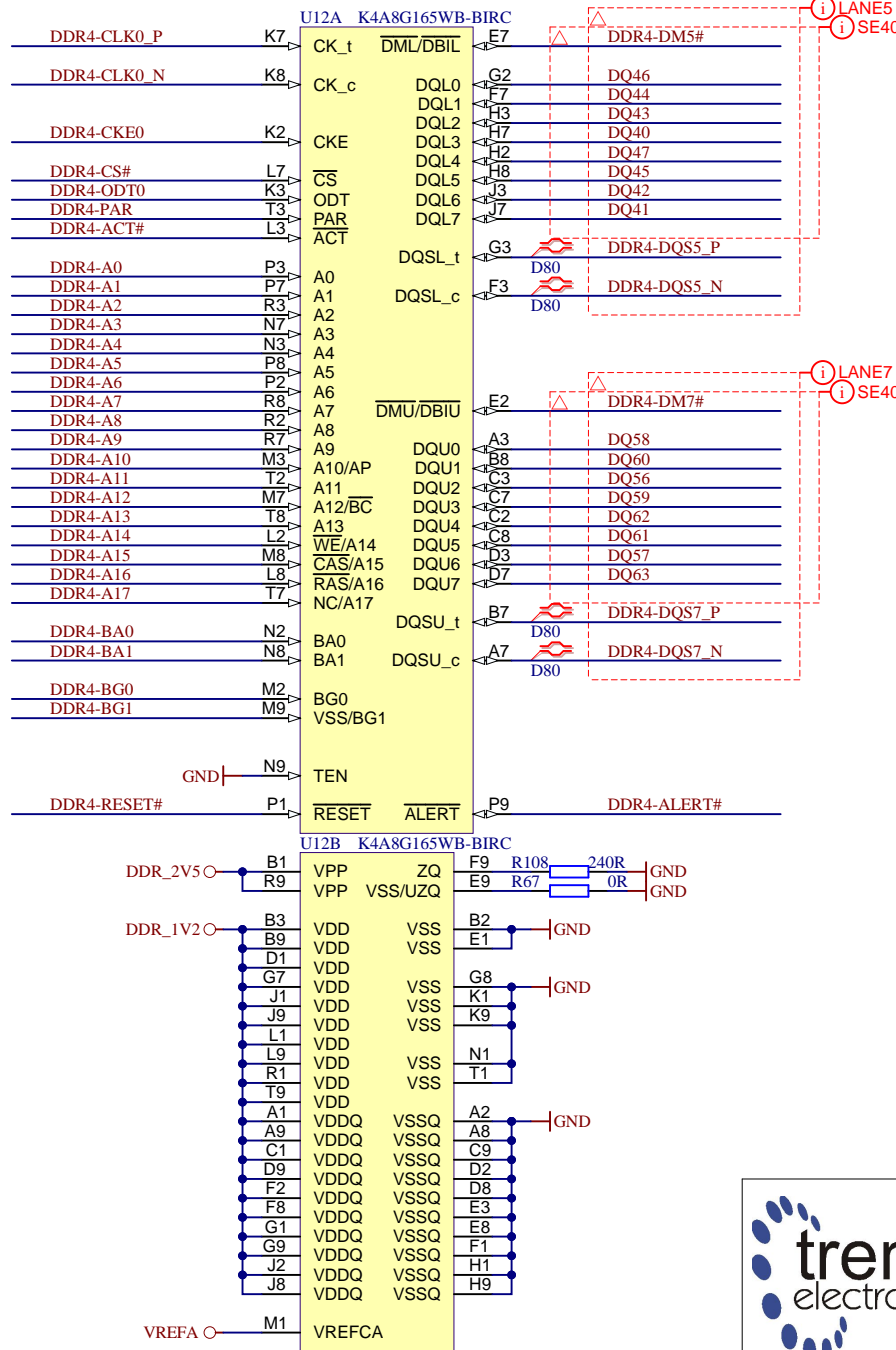 U12A K4A8G165WB-BIRC
LANE5
SE40
DDR4-CLK0_P K7 CK_t DML/DBIL E7 DDR4-DM5#
DDR4-CLK0_N K8 CK_c DQL0 G2 DQ46
DQL1 F7 DQ44
DQL2 H3 DQ43
DDR4-CKE0 K2 CKE DQL3 H7 DQ40
DQL4 H2 DQ47
DDR4-CS# L7 CS DQL5 H8 DQ45
DDR4-ODT0 K3 ODT DQL6 J3 DQ42
DDR4-PAR T3 PAR DQL7 J7 DQ41
DDR4-ACT# L3 ACT
DQSL_t G3 D80 DDR4-DQS5_P
DDR4-A0 P3 A0
DDR4-A1 P7 A1 DQSL_c F3 D80 DDR4-DQS5_N
DDR4-A2 R3 A2
DDR4-A3 N7 A3
DDR4-A4 N3 A4
DDR4-A5 P8 A5
LANE7
DDR4-A6 P2 A6
SE40
DDR4-A7 R8 A7 DMU/DBIU E2 DDR4-DM7#
DDR4-A8 R2 A8
DDR4-A9 R7 A9 DQU0 A3 DQ58
DDR4-A10 M3 A10/AP DQU1 B8 DQ60
DDR4-A11 T2 A11 DQU2 C3 DQ56
DDR4-A12 M7 A12/BC DQU3 C7 DQ59
DDR4-A13 T8 A13 DQU4 C2 DQ62
DDR4-A14 L2 WE/A14 DQU5 C8 DQ61
DDR4-A15 M8 CAS/A15 DQU6 D3 DQ57
DDR4-A16 L8 RAS/A16 DQU7 D7 DQ63
DDR4-A17 T7 NC/A17
DQSU_t B7 D80 DDR4-DQS7_P
DDR4-BA0 N2 BA0
DDR4-BA1 N8 BA1 DQSU_c A7 D80 DDR4-DQS7_N
DDR4-BG0 M2 BG0
DDR4-BG1 M9 VSS/BG1
GND N9 TEN
DDR4-RESET# P1 RESET ALERT P9 DDR4-ALERT#
U12B K4A8G165WB-BIRC
DDR_2V5 B1 VPP ZQ F9 R108 240R GND
R9 VPP VSS/UZQ E9 R67 0R GND
DDR_1V2 B3 VDD VSS B2 GND
B9 VDD VSS E1
D1 VDD
G7 VDD VSS G8 GND
J1 VDD VSS K1
J9 VDD VSS K9
L1 VDD
L9 VDD VSS N1
R1 VDD VSS T1
T9 VDD
A1 VDDQ VSSQ A2 GND
A9 VDDQ VSSQ A8
C1 VDDQ VSSQ C9
D9 VDDQ VSSQ D2
F2 VDDQ VSSQ D8
F8 VDDQ VSSQ E3
G1 VDDQ VSSQ E8
G9 VDDQ VSSQ F1
J2 VDDQ VSSQ H1
J8 VDDQ VSSQ H9
VREFA M1 VREFCA
tren
electro